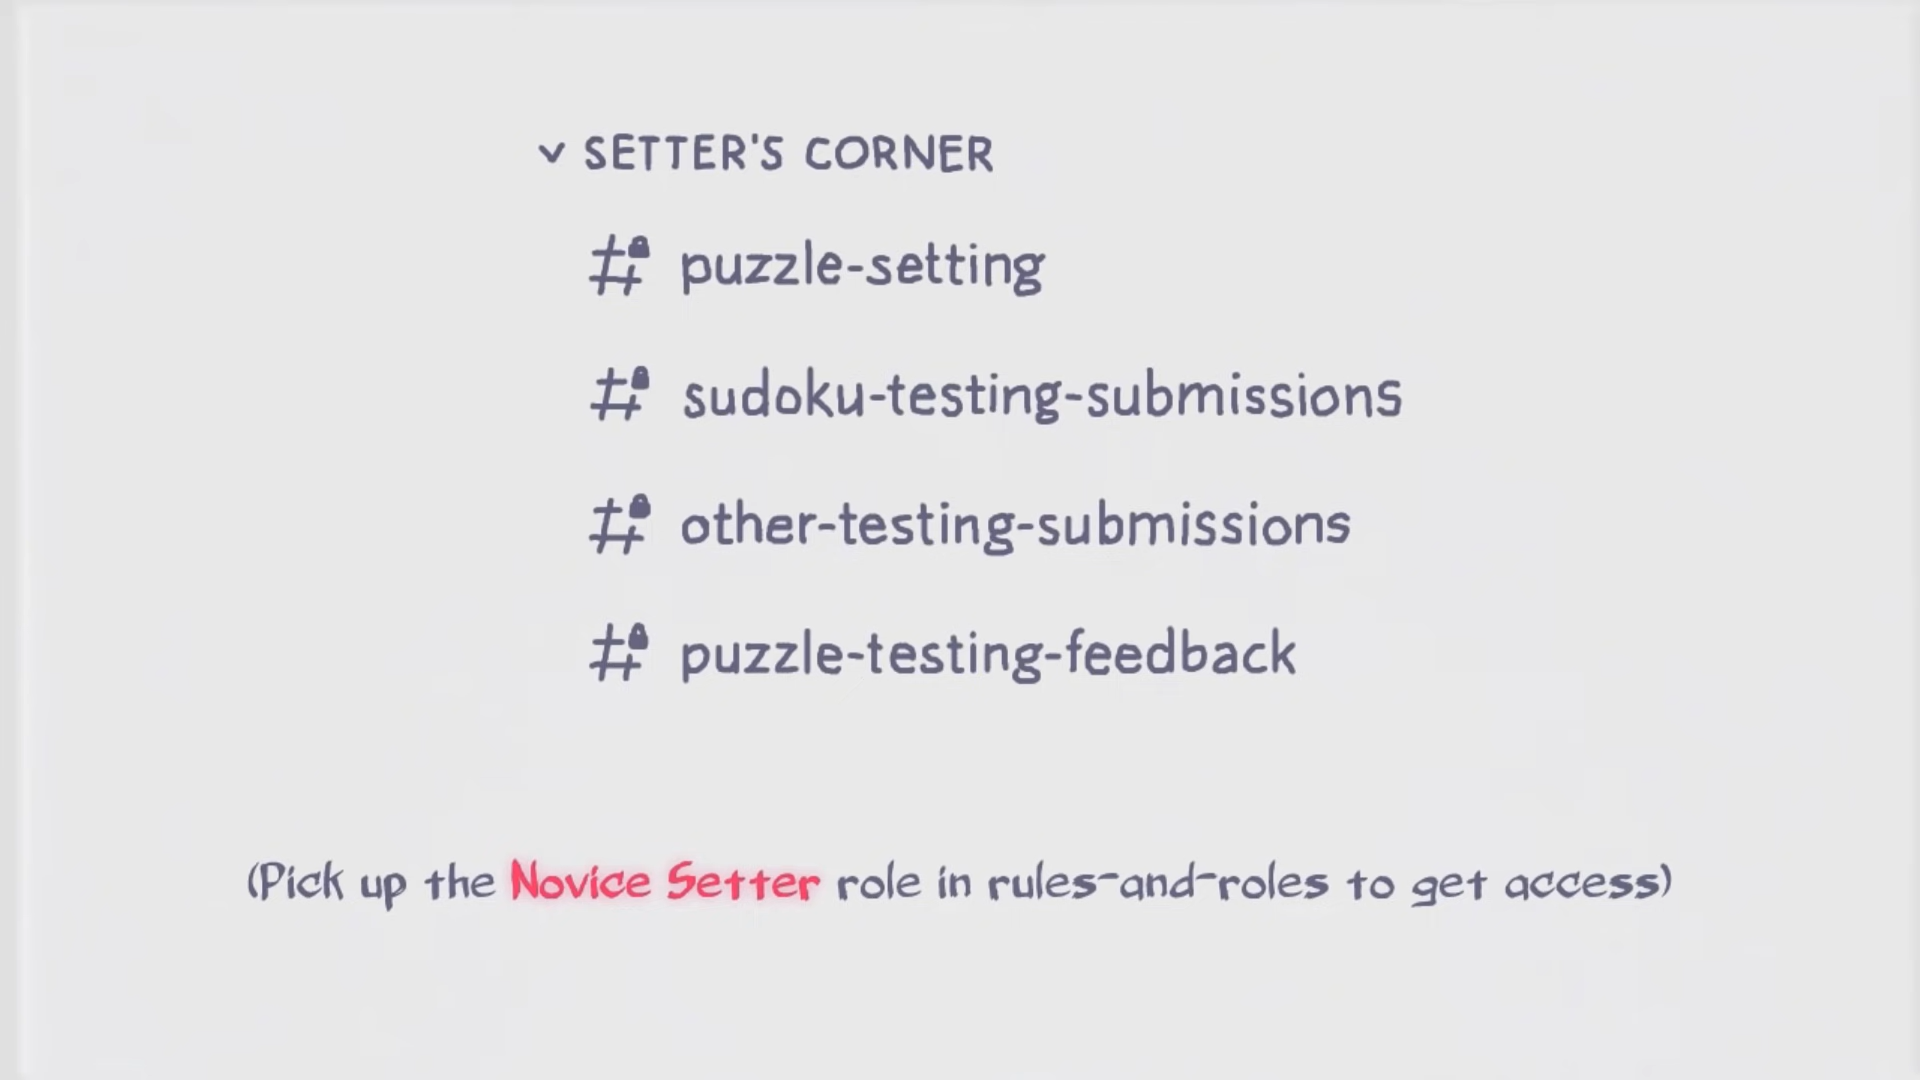 SETTER'S CORNER
puzzle-setting
sudoku-testing-submissions
other-testing-submissions
puzzle-testing-feedback
(Pick up the Novice Setter role in rules-and-roles to get access)